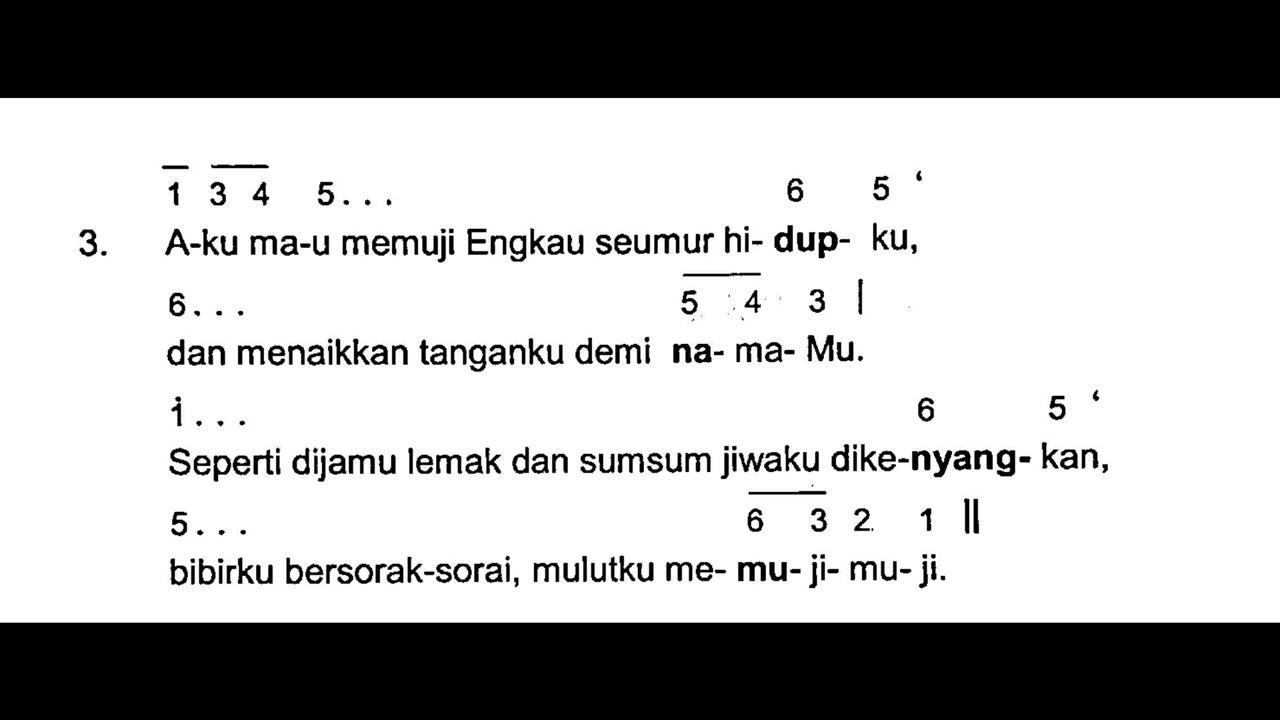 1 3 4 5... 6 5 ‘
3. A-ku ma-u memuji Engkau seumur hi- dup- ku,
6... 5 4 3 |
dan menaikkan tanganku demi na- ma- Mu.
i... 6 5 ‘
Seperti dijamu lemak dan sumsum jiwaku dike-nyang- kan,
5... 6 3 2 1 ||
bibirku bersorak-sorai, mulutku me- mu- ji- mu- ji.